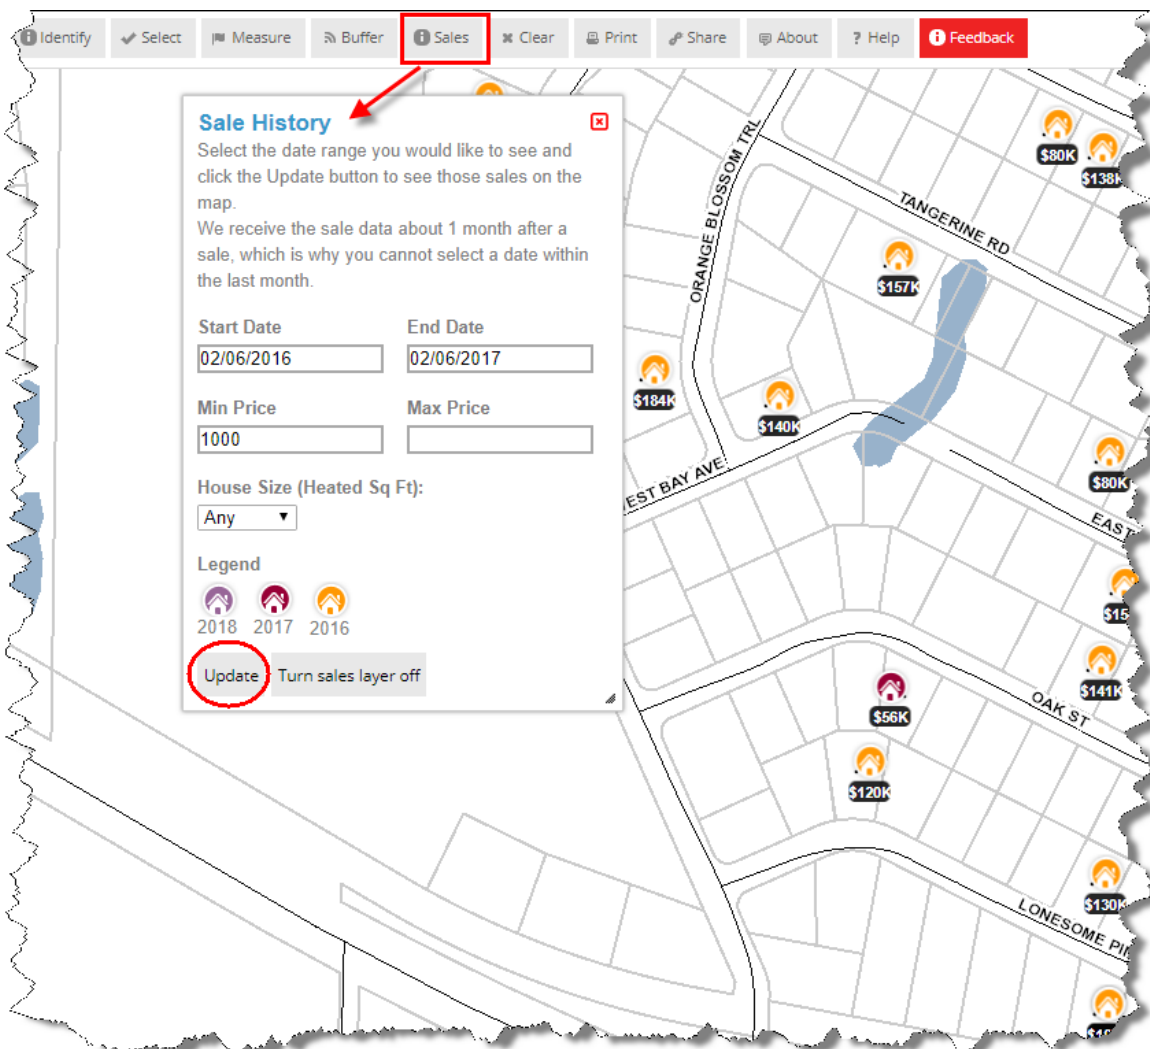 Identify Select Measure Buffer Sales Clear Print Share About ? Help Feedback
Sale History
Select the date range you would like to see and
click the Update button to see those sales on the
map.
We receive the sale data about 1 month after a
sale, which is why you cannot select a date within
the last month.
Start Date End Date
02/06/2016 02/06/2017
Min Price Max Price
1000
House Size (Heated Sq Ft):
Any
Legend
2018 2017 2016
Update Turn sales layer off
ORANGE BLOSSOM TRL
$80K
$138K
TANGERINE RD
$157K
$184K
$140K
EST BAY AVE
$80K
EAST
$15
$141K
OAK ST
$56K
$120K
$130K
LONESOME